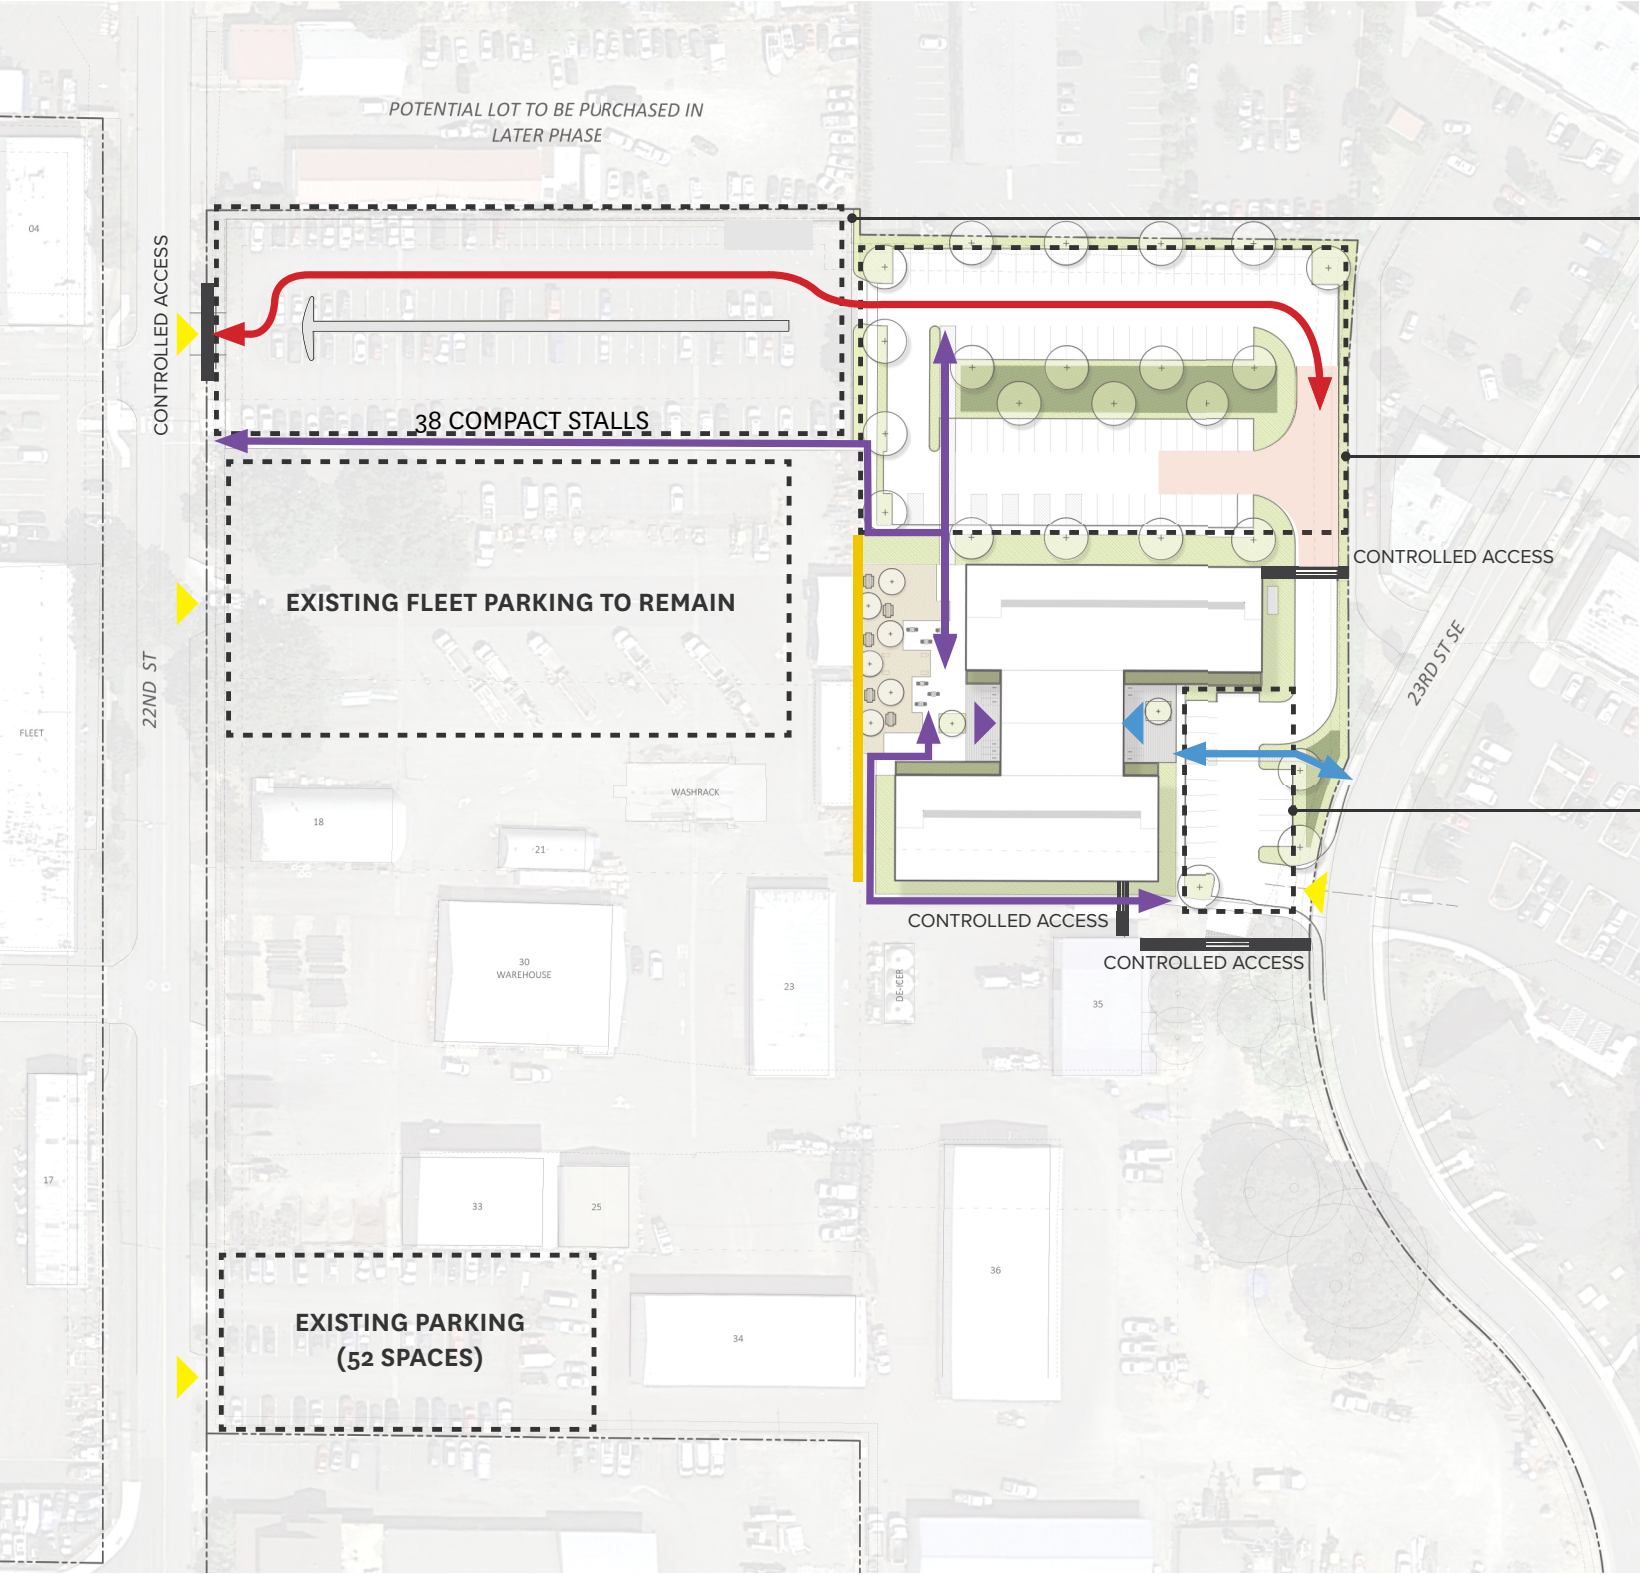 POTENTIAL LOT TO BE PURCHASED IN
LATER PHASE
04
CONTROLLED ACCESS
38 COMPACT STALLS
CONTROLLED ACCESS
EXISTING FLEET PARKING TO REMAIN
22ND ST
23RD ST SE
FLEET
WASHRACK
18
21
CONTROLLED ACCESS
CONTROLLED ACCESS
30
WAREHOUSE
23
DE-ICER
35
17
33
25
36
EXISTING PARKING
(52 SPACES)
34